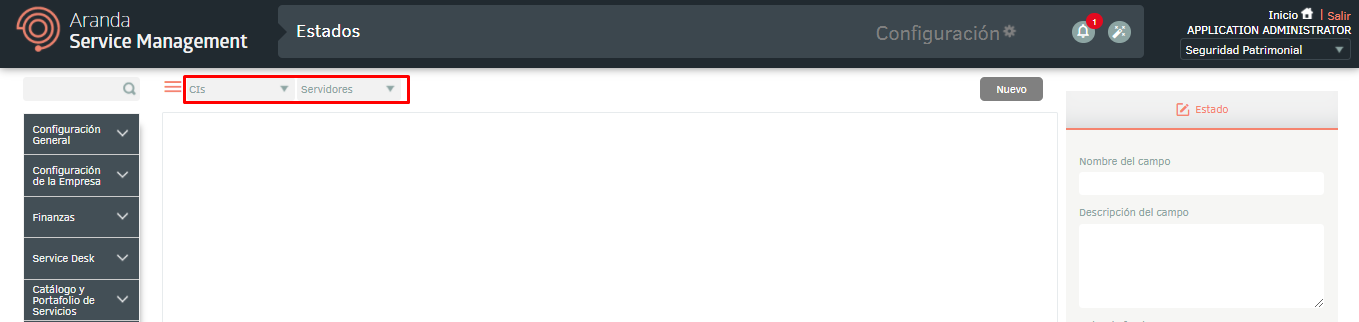 Aranda
Service Management
Estados
Configuración
1
Inicio | Salir
APPLICATION ADMINISTRATOR
Seguridad Patrimonial
CIs
Servidores
Nuevo
Estado
Configuración
General
Configuración
de la Empresa
Finanzas
Service Desk
Catálogo y
Portafolio de
Servicios
Nombre del campo
Descripción del campo